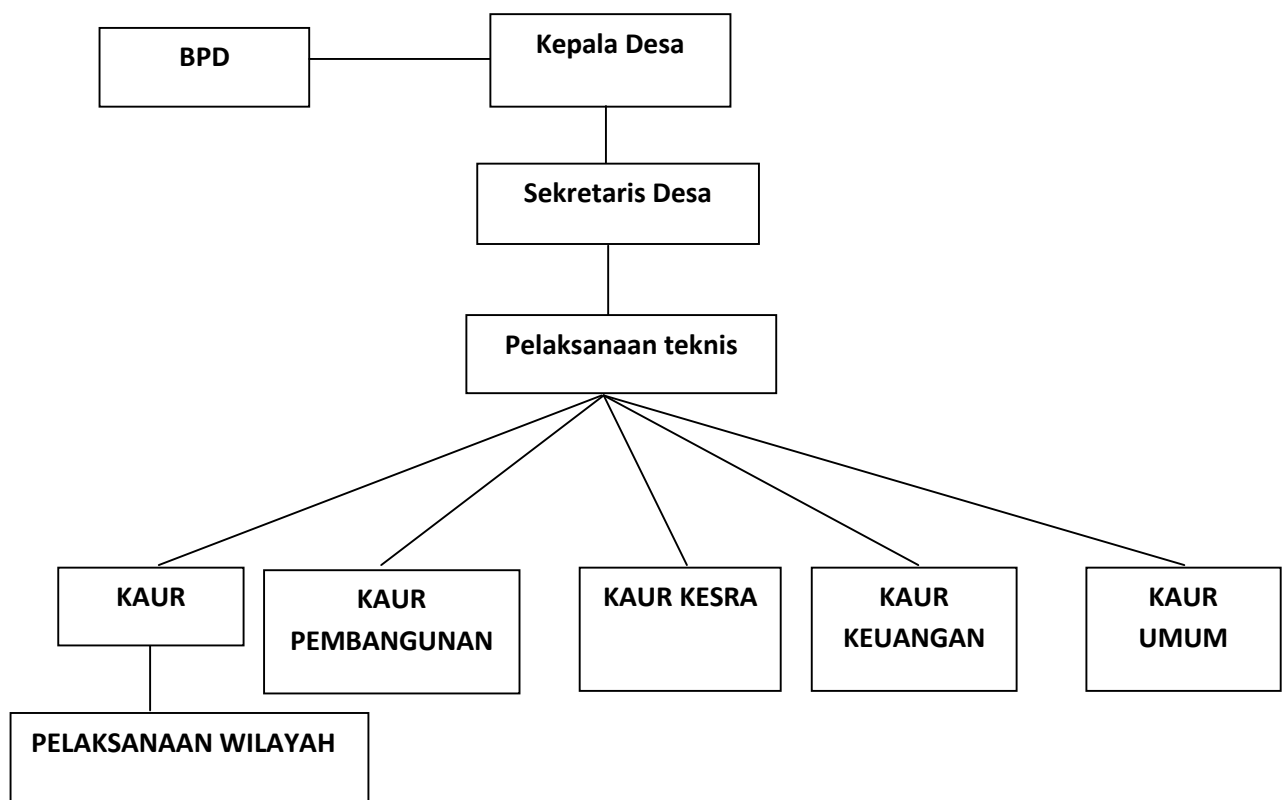 BPD
Kepala Desa
Sekretaris Desa
Pelaksanaan teknis
KAUR
KAUR
PEMBANGUNAN
KAUR KESRA
KAUR
KEUANGAN
KAUR
UMUM
PELAKSANAAN WILAYAH